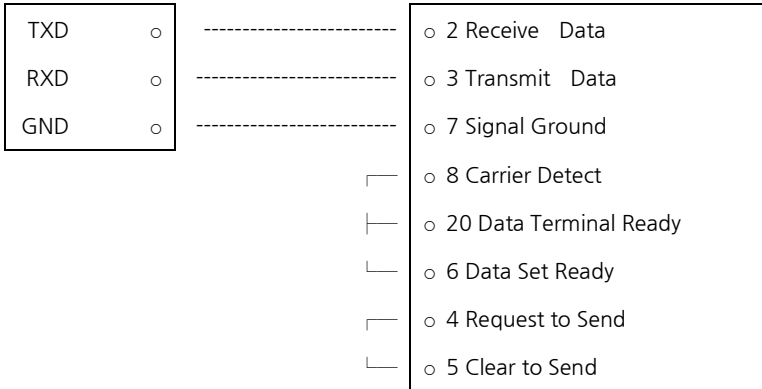 TXD ○ -------------------------- ○ 2 Receive Data
RXD ○ --------------------------- ○ 3 Transmit Data
GND ○ --------------------------- ○ 7 Signal Ground
┌─ ○ 8 Carrier Detect
├─ ○ 20 Data Terminal Ready
└─ ○ 6 Data Set Ready
┌─ ○ 4 Request to Send
└─ ○ 5 Clear to Send